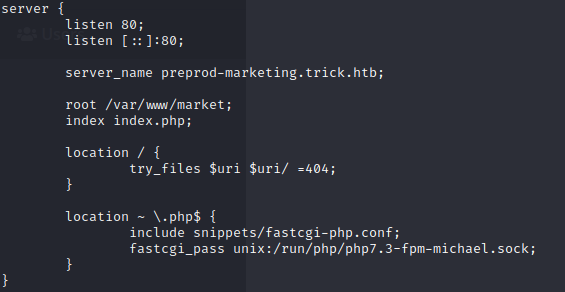 server {
        listen 80;
        listen [::]:80;

        server_name preprod-marketing.trick.htb;

        root /var/www/market;
        index index.php;

        location / {
                try_files $uri $uri/ =404;
        }

        location ~ \.php$ {
                include snippets/fastcgi-php.conf;
                fastcgi_pass unix:/run/php/php7.3-fpm-michael.sock;
        }
}